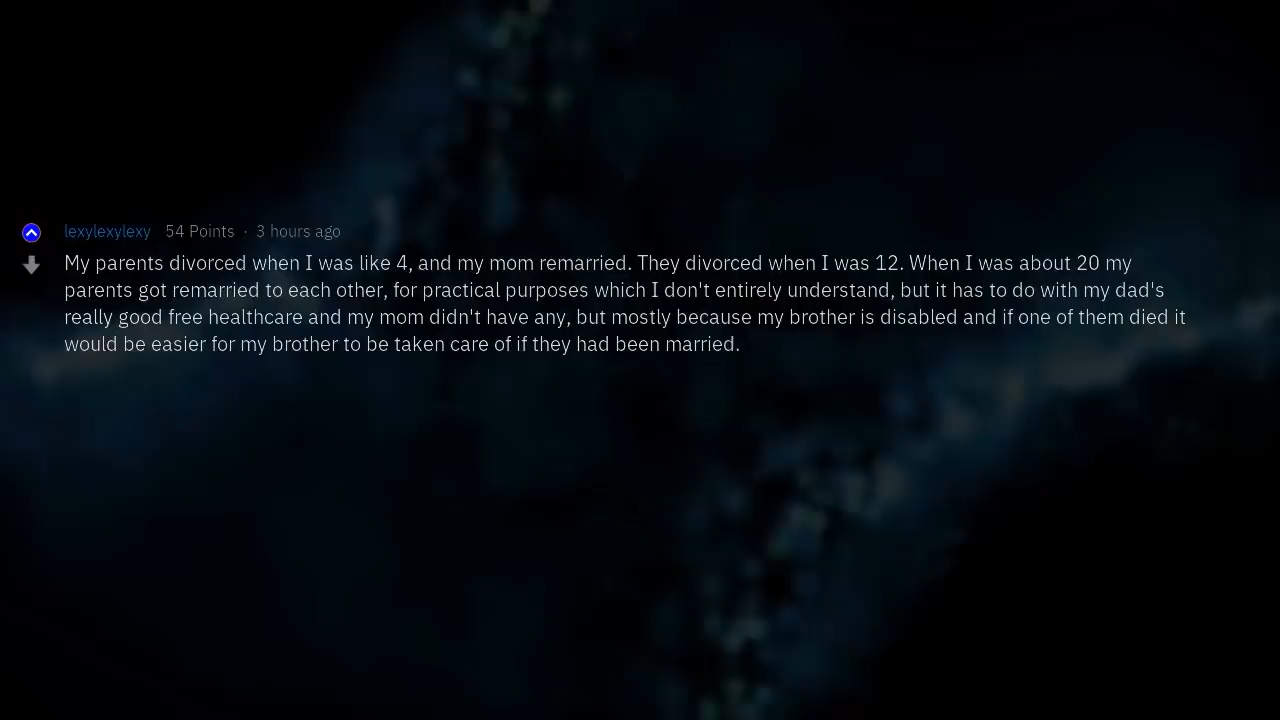 lexylexylexy 54 Points · 3 hours ago
My parents divorced when I was like 4, and my mom remarried. They divorced when I was 12. When I was about 20 my
parents got remarried to each other, for practical purposes which I don't entirely understand, but it has to do with my dad's
really good free healthcare and my mom didn't have any, but mostly because my brother is disabled and if one of them died it
would be easier for my brother to be taken care of if they had been married.